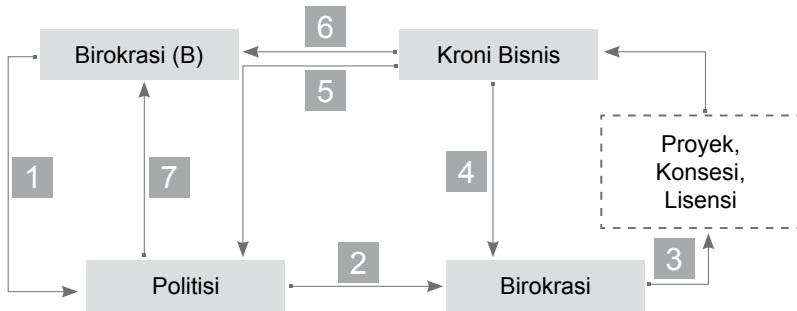 6
Birokrasi (B)
Kroni Bisnis
5
Proyek,
Konsesi,
Lisensi
1
7
4
2
3
Politisi
Birokrasi